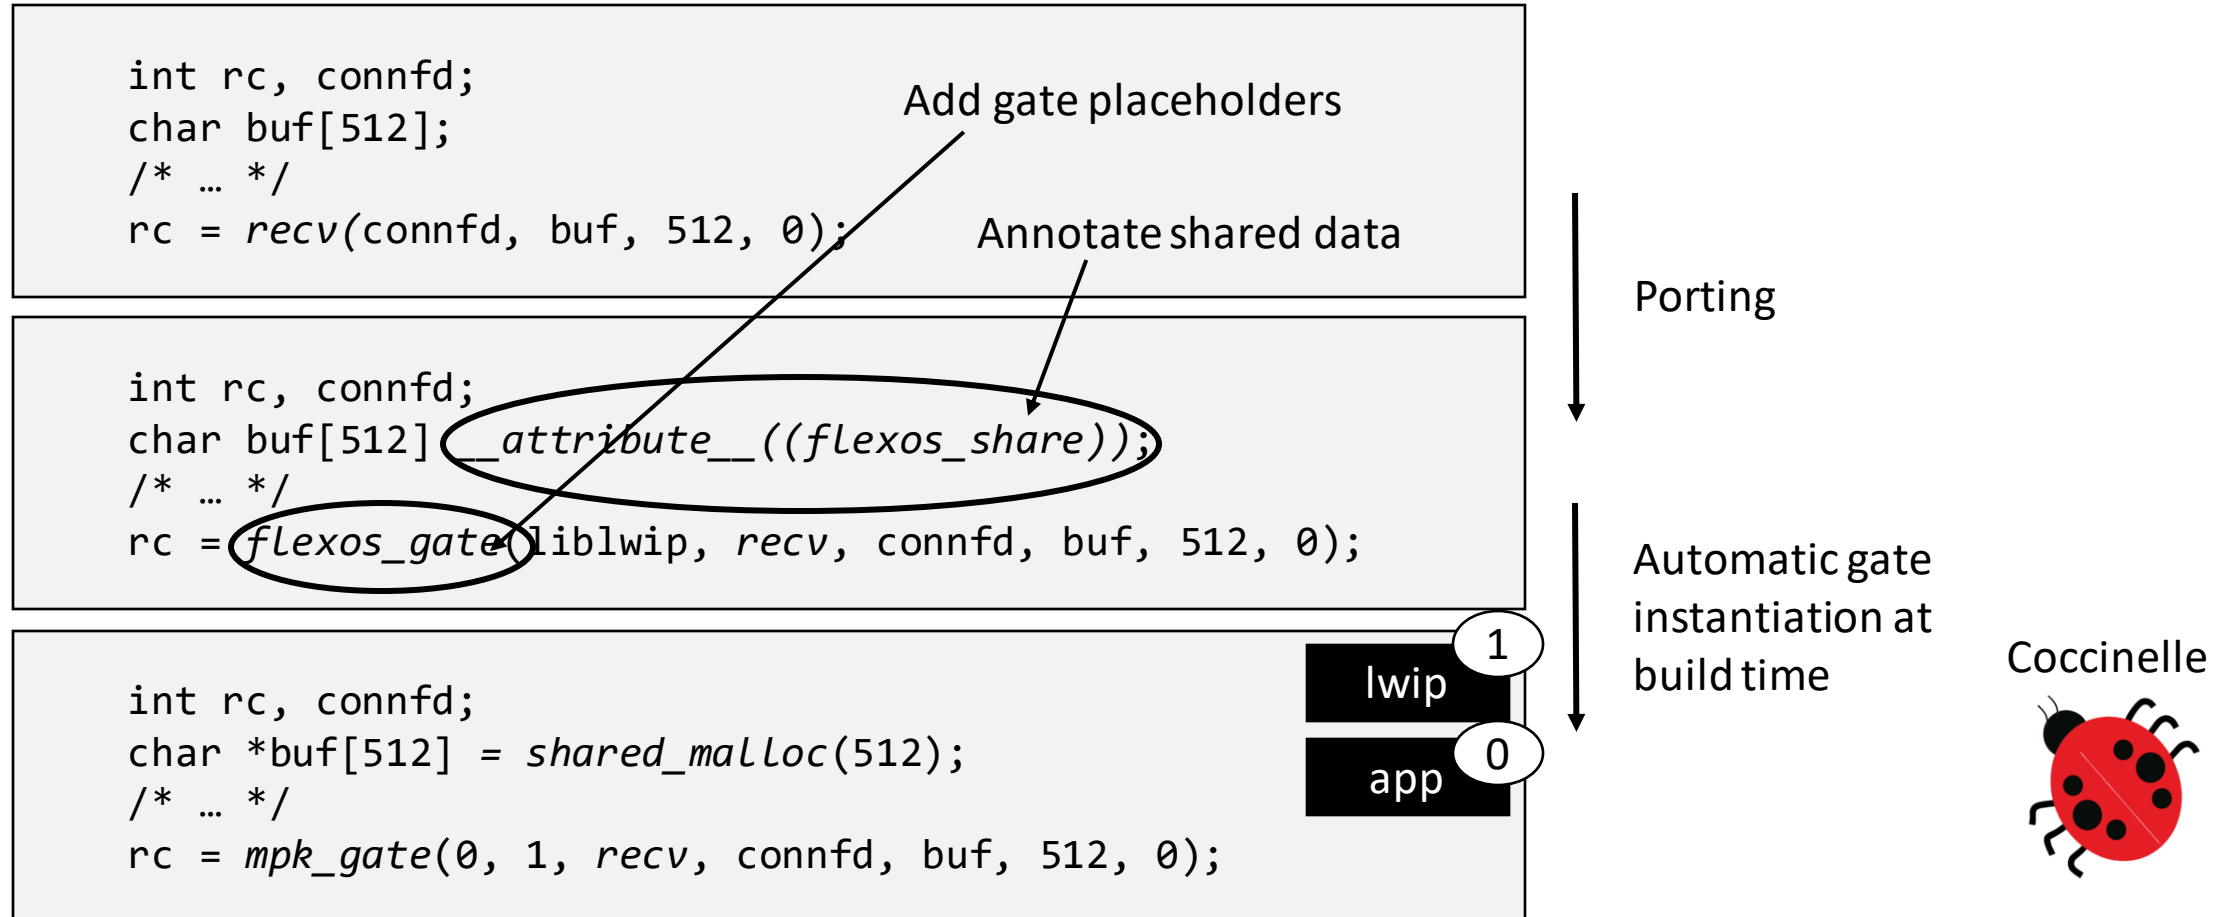 int rc, connfd;
char buf[512];
/* … */
rc = recv(connfd, buf, 512, 0);
Add gate placeholders
Annotate shared data
Porting
int rc, connfd;
char buf[512] __attribute__((flexos_share));
/* … */
rc = flexos_gate(liblwip, recv, connfd, buf, 512, 0);
Automatic gate
instantiation at
build time
Coccinelle
int rc, connfd;
char *buf[512] = shared_malloc(512);
/* … */
rc = mpk_gate(0, 1, recv, connfd, buf, 512, 0);
1
lwip
0
app